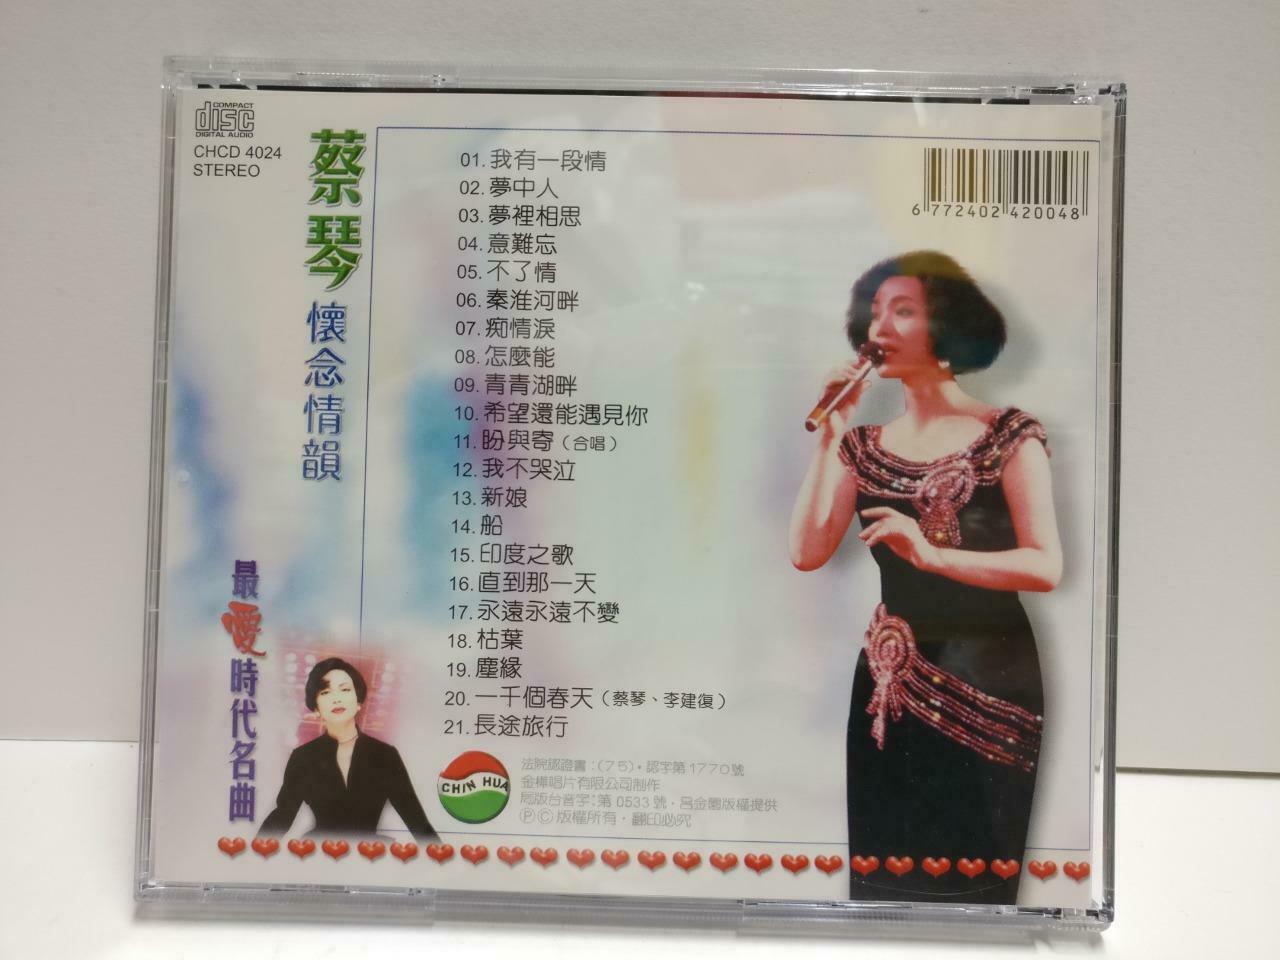 COMPACT
disc
DIGITAL AUDIO
CHCD 4024
STEREO
蔡琴
懷念情韻
最愛時代名曲
01.我有一段情
02.夢中人
03.夢裡相思
04.意難忘
05.不了情
06.秦淮河畔
07.痴情淚
08.怎麼能
09.青青湖畔
10.希望還能遇見你
11.盼與寄(合唱)
12.我不哭泣
13.新娘
14.船
15.印度之歌
16.直到那一天
17.永遠永遠不變
18.枯葉
19.塵緣
20.一千個春天(蔡琴、李建復)
21.長途旅行
6 772402 420048
CHIN HUA
法院認證書:(75)·認字第1770號
金樺唱片有限公司制作
局版台音字:第0533號·呂金園版權提供
ⓅⒸ版權所有·翻印必究